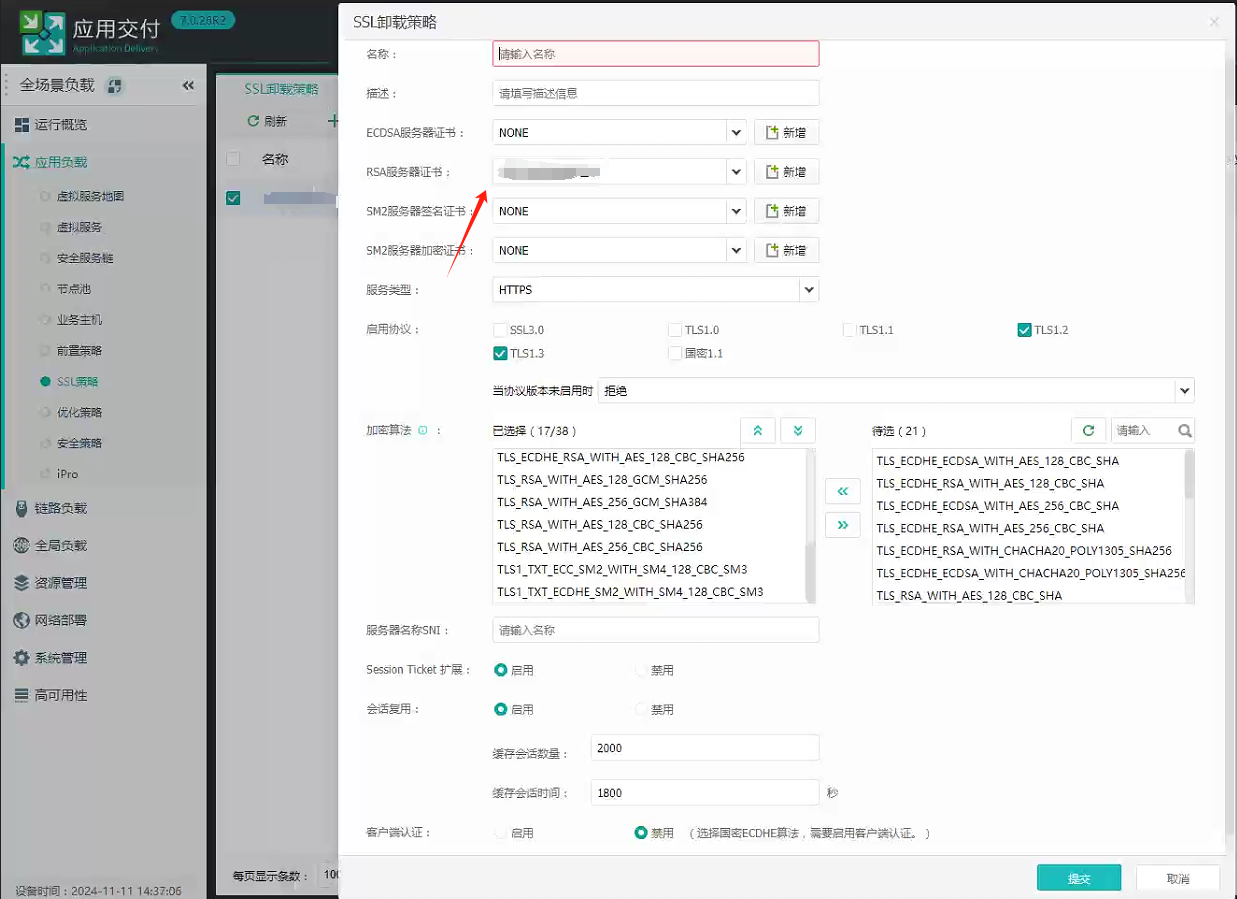 应用交付
7.0.26R2
Application Delivery
全场景负载
运行概览
应用负载
虚拟服务地图
虚拟服务
安全服务链
节点池
业务主机
前置策略
SSL策略
优化策略
安全策略
iPro
链路负载
全局负载
资源管理
网络部署
系统管理
高可用性
设备时间：2024-11-11 14:37:06
SSL卸载策略
刷新
名称
每页显示条数： 100
SSL卸载策略
名称： 请输入名称
描述： 请填写描述信息
ECDSA服务器证书： NONE 新增
RSA服务器证书： 新增
SM2服务器签名证书： NONE 新增
SM2服务器加密证书： NONE 新增
服务类型： HTTPS
启用协议： SSL3.0 TLS1.0 TLS1.1 TLS1.2
TLS1.3 国密1.1
当协议版本未启用时 拒绝
加密算法 ： 已选择（17/38） 待选（21） 请输入
TLS_ECDHE_RSA_WITH_AES_128_CBC_SHA256
TLS_RSA_WITH_AES_128_GCM_SHA256
TLS_RSA_WITH_AES_256_GCM_SHA384
TLS_RSA_WITH_AES_128_CBC_SHA256
TLS_RSA_WITH_AES_256_CBC_SHA256
TLS1_TXT_ECC_SM2_WITH_SM4_128_CBC_SM3
TLS1_TXT_ECDHE_SM2_WITH_SM4_128_CBC_SM3
TLS_ECDHE_ECDSA_WITH_AES_128_CBC_SHA
TLS_ECDHE_RSA_WITH_AES_128_CBC_SHA
TLS_ECDHE_ECDSA_WITH_AES_256_CBC_SHA
TLS_ECDHE_RSA_WITH_AES_256_CBC_SHA
TLS_ECDHE_RSA_WITH_CHACHA20_POLY1305_SHA256
TLS_ECDHE_ECDSA_WITH_CHACHA20_POLY1305_SHA256
TLS_RSA_WITH_AES_128_CBC_SHA
服务器名称SNI： 请输入名称
Session Ticket 扩展： 启用 禁用
会话复用： 启用 禁用
缓存会话数量： 2000
缓存会话时间： 1800 秒
客户端认证： 启用 禁用 （选择国密ECDHE算法，需要启用客户端认证。）
提交 取消